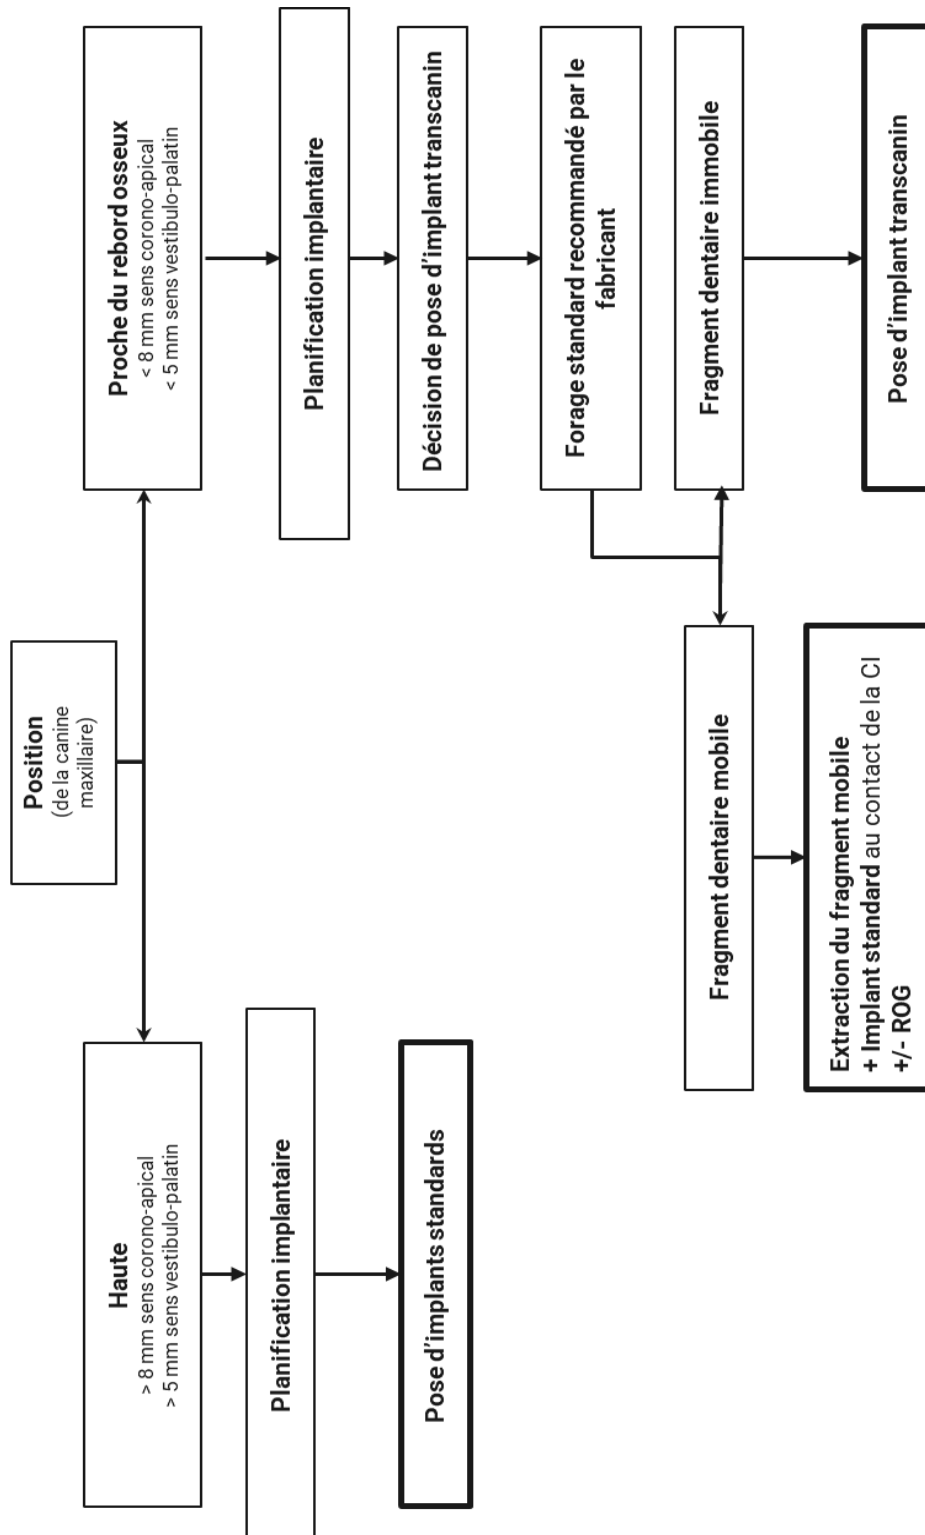 Position
(de la canine
maxillaire)
Haute
> 8 mm sens corono-apical
> 5 mm sens vestibulo-palatin
Planification implantaire
Pose d'implants standards
Proche du rebord osseux
< 8 mm sens corono-apical
< 5 mm sens vestibulo-palatin
Planification implantaire
Décision de pose d'implant transcanin
Forage standard recommandé par le
fabricant
Fragment dentaire mobile
Extraction du fragment mobile
+ Implant standard au contact de la CI
+/- ROG
Fragment dentaire immobile
Pose d'implant transcanin